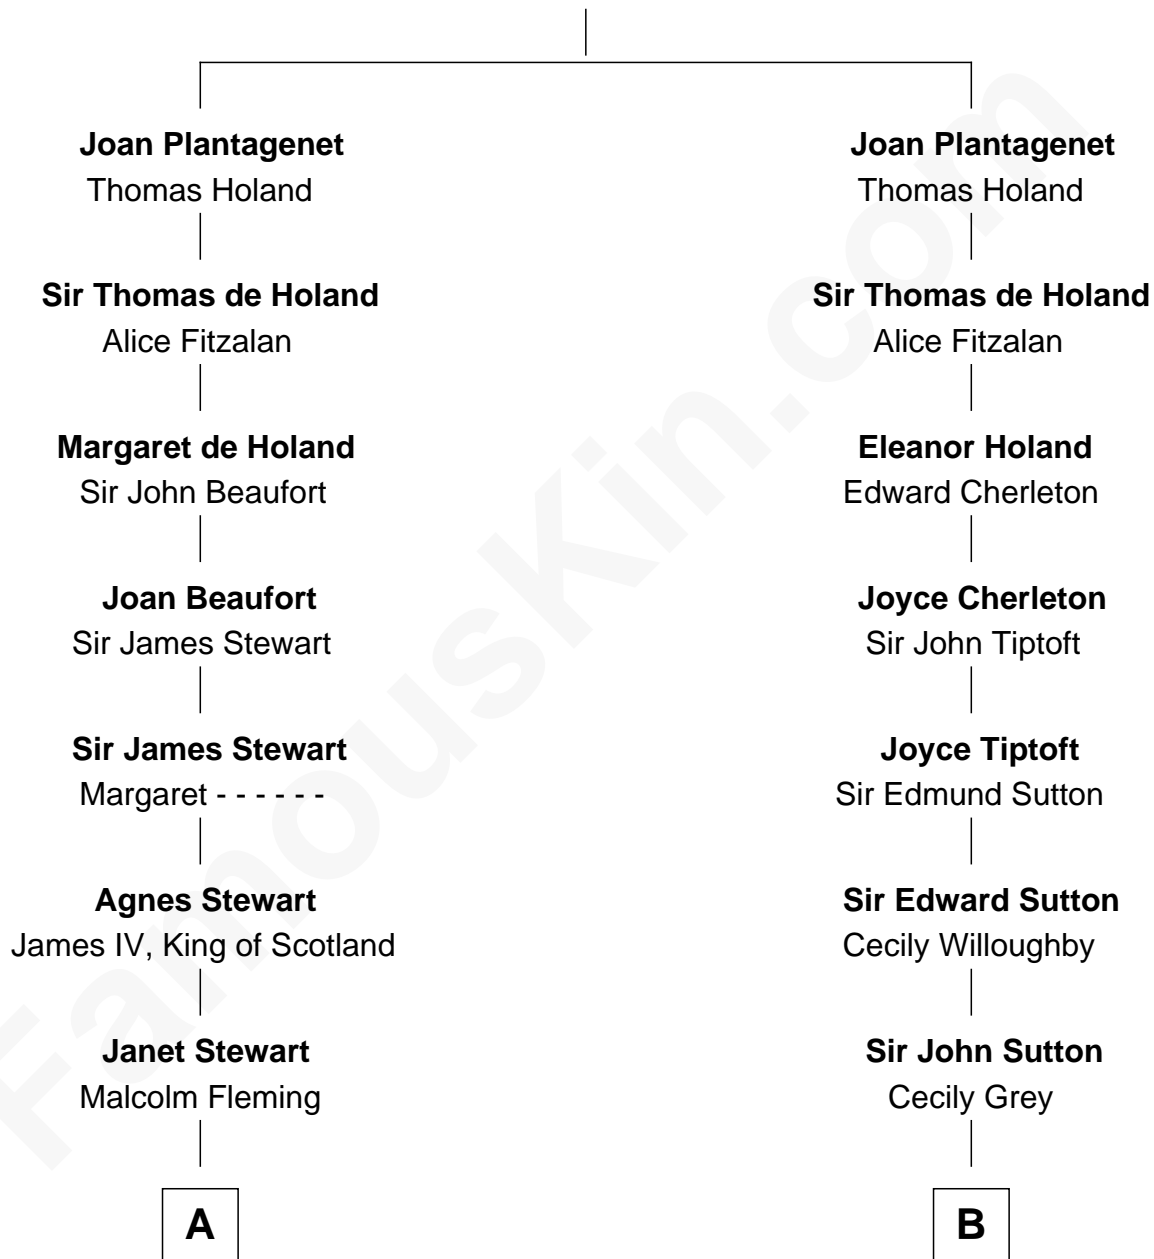 Joan Plantagenet
Thomas Holand
Sir Thomas de Holand
Alice Fitzalan
Margaret de Holand
Sir John Beaufort
Joan Beaufort
Sir James Stewart
Sir James Stewart
Margaret - - - - - -
Agnes Stewart
James IV, King of Scotland
Janet Stewart
Malcolm Fleming
A
Joan Plantagenet
Thomas Holand
Sir Thomas de Holand
Alice Fitzalan
Eleanor Holand
Edward Cherleton
Joyce Cherleton
Sir John Tiptoft
Joyce Tiptoft
Sir Edmund Sutton
Sir Edward Sutton
Cecily Willoughby
Sir John Sutton
Cecily Grey
B
FamousKin.com